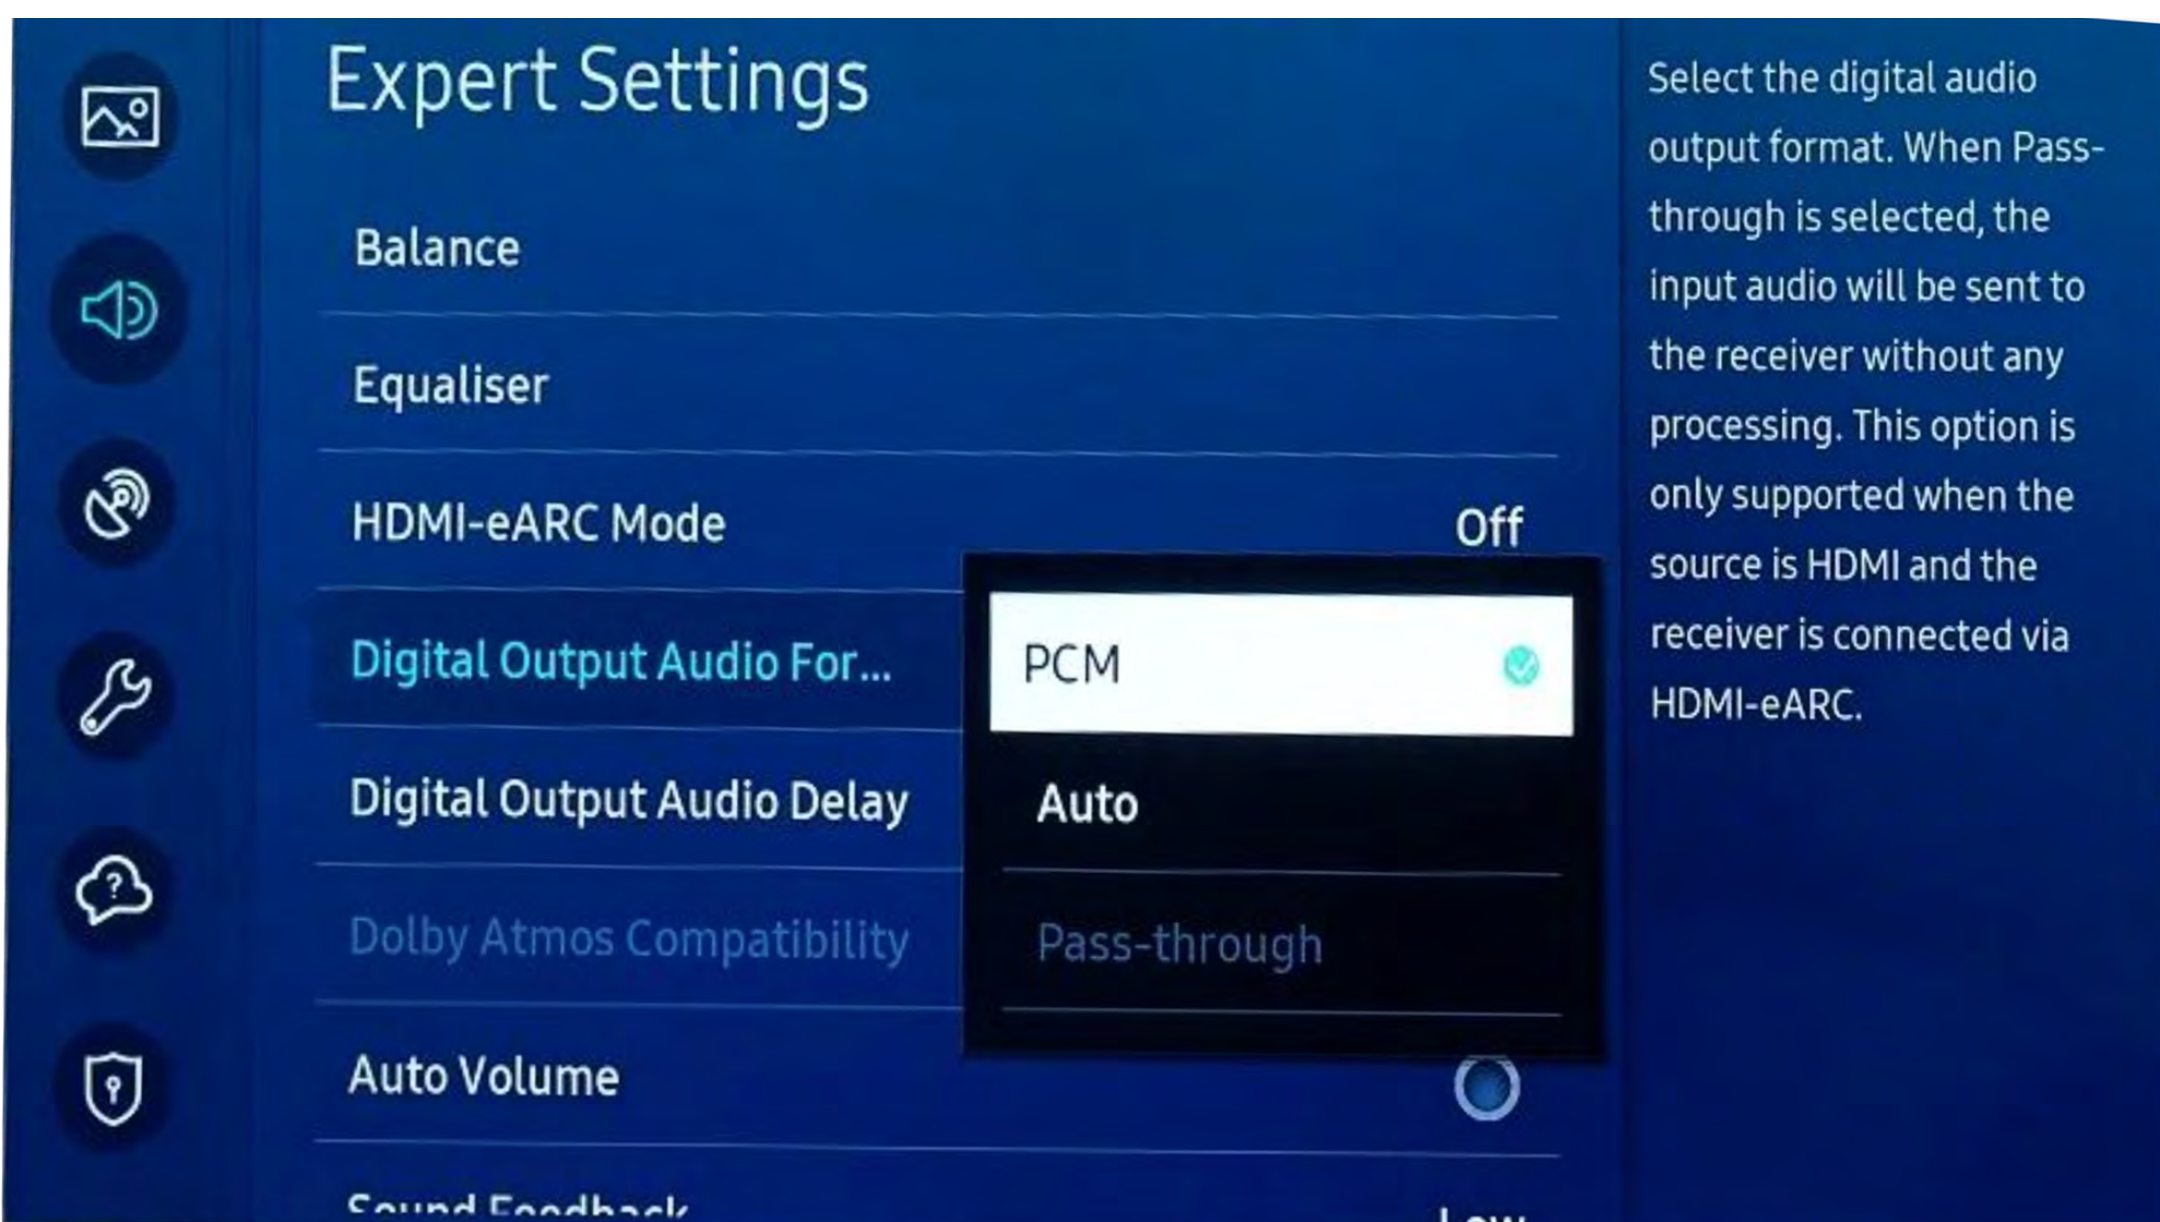 Expert Settings
Balance
Equaliser
HDMI-eARC Mode Off
Digital Output Audio For...
PCM
Digital Output Audio Delay
Auto
Dolby Atmos Compatibility
Pass-through
Auto Volume
Sound Feedback Low
Select the digital audio
output format. When Pass-
through is selected, the
input audio will be sent to
the receiver without any
processing. This option is
only supported when the
source is HDMI and the
receiver is connected via
HDMI-eARC.